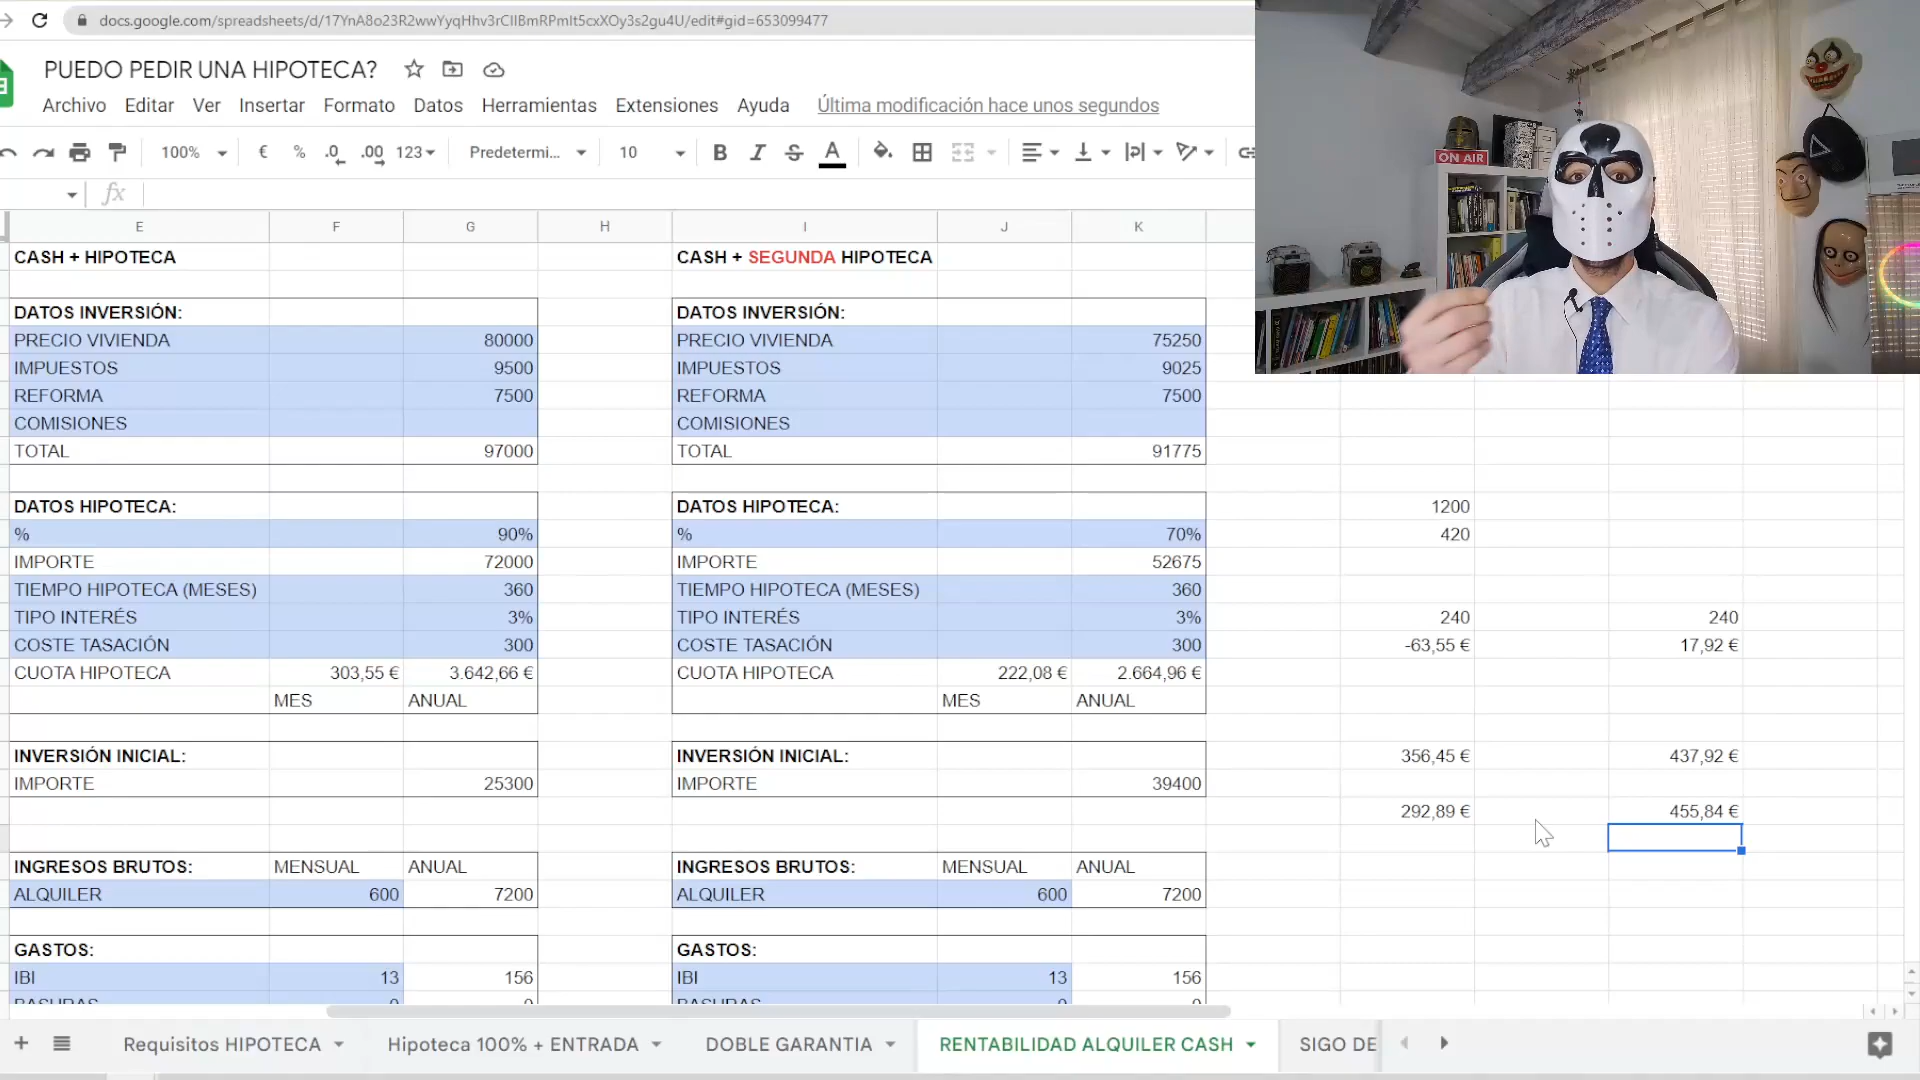 docs.google.com/spreadsheets/d/17YnA8o23R2wwYyqHhv3rCIlBmRPmIt5cxXOy3s2gu4U/edit#gid=653099477
PUEDO PEDIR UNA HIPOTECA?
Archivo Editar Ver Insertar Formato Datos Herramientas Extensiones Ayuda Última modificación hace unos segundos
100% € % .0 .00 123 Predetermi... 10 B I S A
fx
E F G H I J K
CASH + HIPOTECA CASH + SEGUNDA HIPOTECA
DATOS INVERSIÓN: DATOS INVERSIÓN:
PRECIO VIVIENDA 80000 PRECIO VIVIENDA 75250
IMPUESTOS 9500 IMPUESTOS 9025
REFORMA 7500 REFORMA 7500
COMISIONES COMISIONES
TOTAL 97000 TOTAL 91775
DATOS HIPOTECA: DATOS HIPOTECA: 1200
% 90% % 70% 420
IMPORTE 72000 IMPORTE 52675
TIEMPO HIPOTECA (MESES) 360 TIEMPO HIPOTECA (MESES) 360
TIPO INTERÉS 3% TIPO INTERÉS 3% 240 240
COSTE TASACIÓN 300 COSTE TASACIÓN 300 -63,55 € 17,92 €
CUOTA HIPOTECA 303,55 € 3.642,66 € CUOTA HIPOTECA 222,08 € 2.664,96 €
MES ANUAL MES ANUAL
INVERSIÓN INICIAL: INVERSIÓN INICIAL: 356,45 € 437,92 €
IMPORTE 25300 IMPORTE 39400
292,89 € 455,84 €
INGRESOS BRUTOS: MENSUAL ANUAL INGRESOS BRUTOS: MENSUAL ANUAL
ALQUILER 600 7200 ALQUILER 600 7200
GASTOS: GASTOS:
IBI 13 156 IBI 13 156
BASURAS 0 0 BASURAS 0 0
Requisitos HIPOTECA Hipoteca 100% + ENTRADA DOBLE GARANTIA RENTABILIDAD ALQUILER CASH SIGO DE
ON AIR